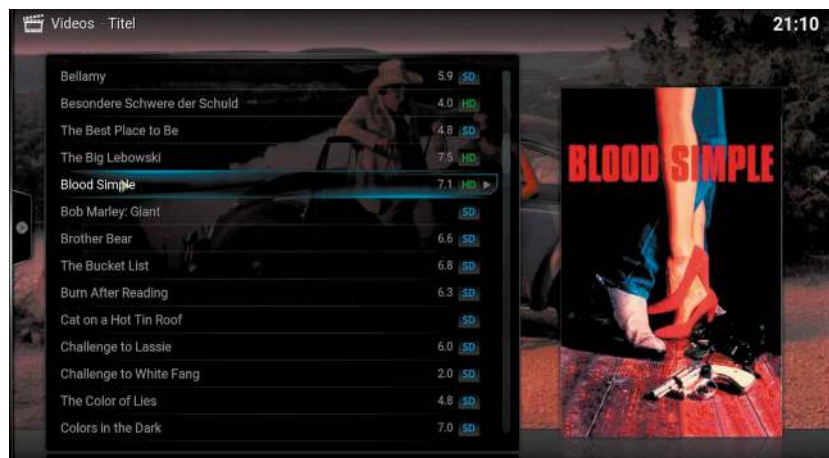 Videos - Titel
21:10
Bellamy 5.9 SD
Besondere Schwere der Schuld 4.0 HD
The Best Place to Be 4.8 SD
The Big Lebowski 7.5 HD
Blood Simple 7.1 HD
Bob Marley: Giant SD
Brother Bear 6.6 SD
The Bucket List 6.8 SD
Burn After Reading 6.3 SD
Cat on a Hot Tin Roof SD
Challenge to Lassie 6.0 SD
Challenge to White Fang 2.0 SD
The Color of Lies 4.8 SD
Colors in the Dark 7.0 SD
BLOOD SIMPLE